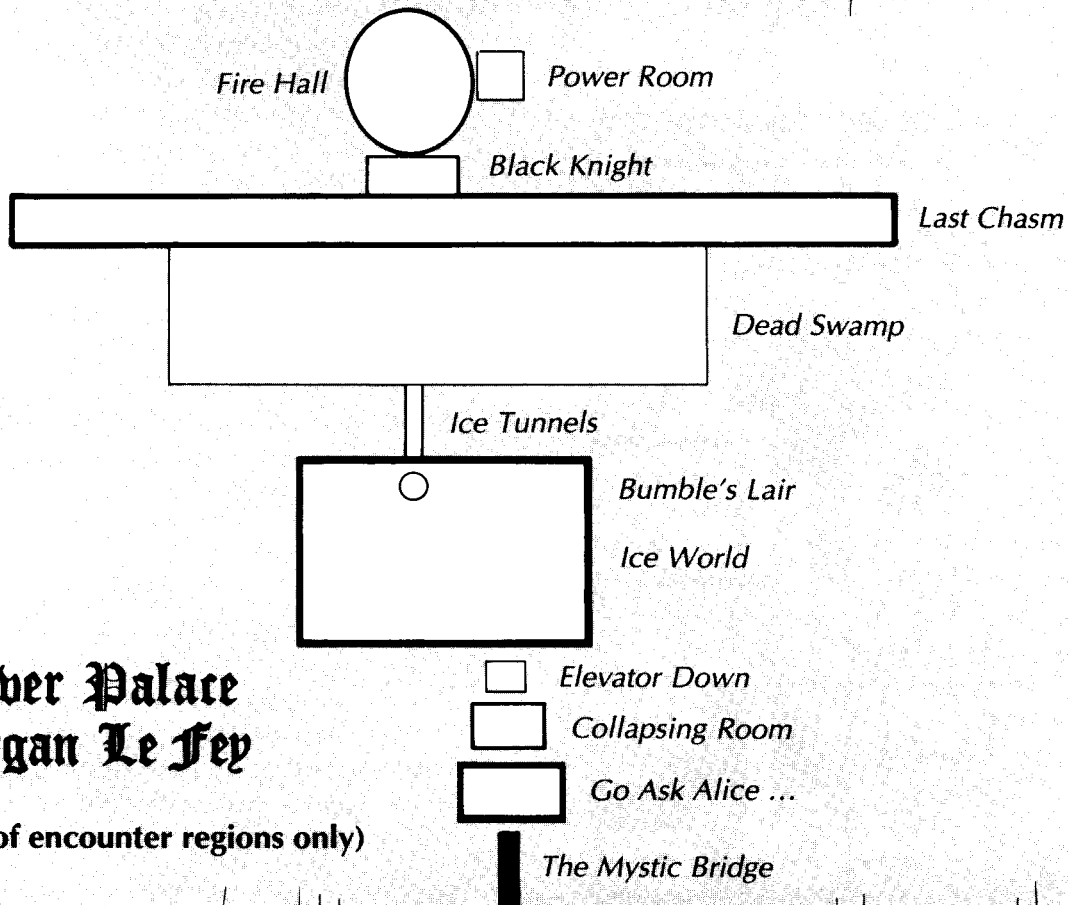 Fire Hall
Power Room
Black Knight
Last Chasm
Dead Swamp
Ice Tunnels
Bumble's Lair
Ice World
Elevator Down
ver Palace
Collapsing Room
gan Le Fey
Go Ask Alice ...
of encounter regions only)
The Mystic Bridge